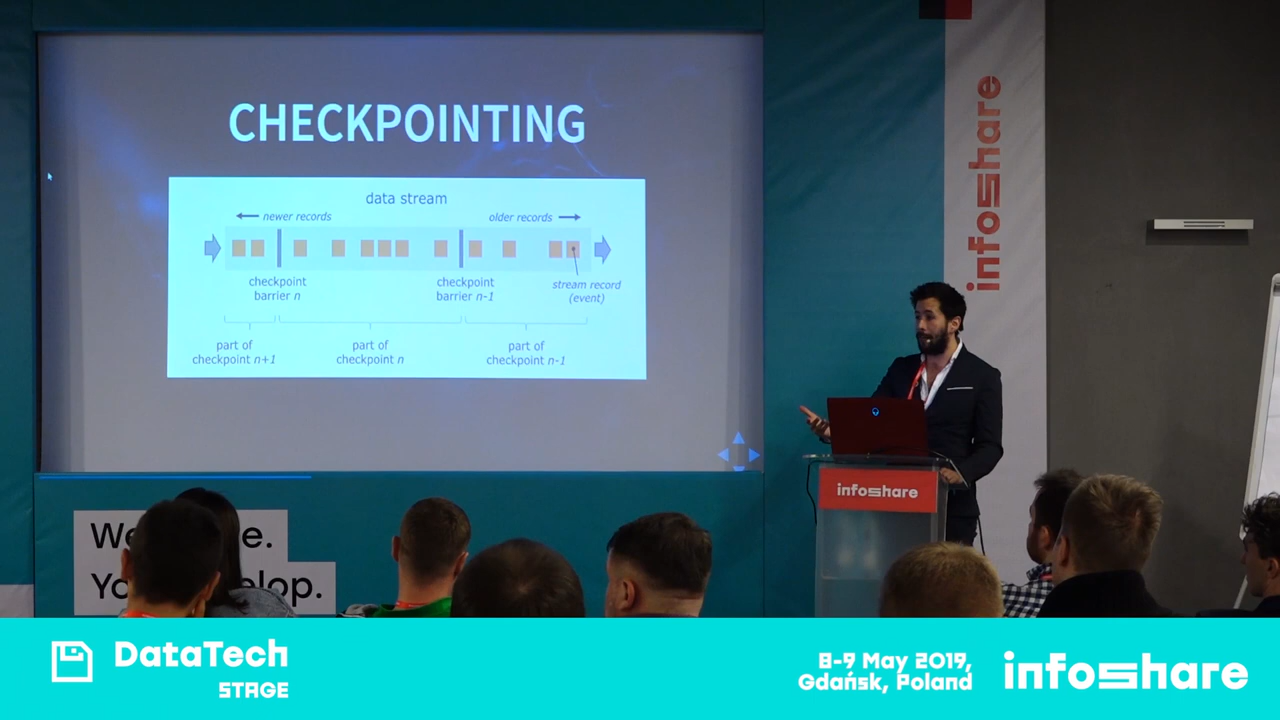 CHECKPOINTING
data stream
newer records
older records
checkpoint
barrier n
checkpoint
barrier n-1
stream record
(event)
part of
checkpoint n+1
part of
checkpoint n
part of
checkpoint n-1
infoshare
infoshare
DataTech
STAGE
8-9 May 2019,
Gdańsk, Poland
infoshare